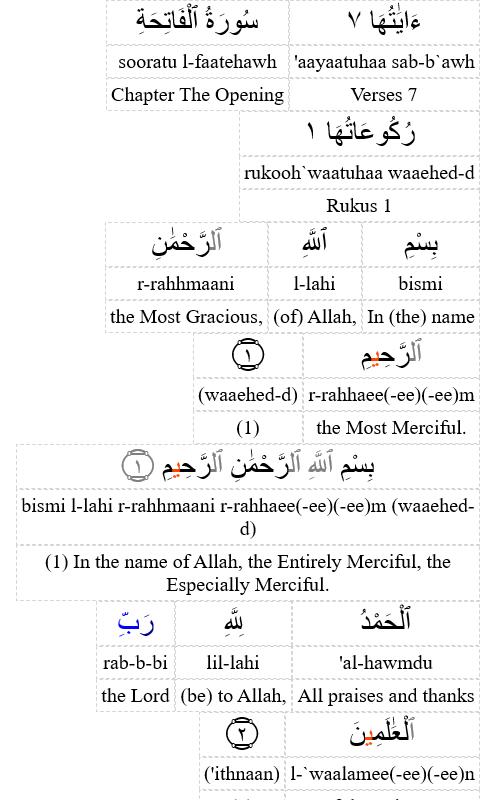 سُورَةُ ٱلْفَاتِحَةِ ءَايَٰتُهَا ٧
sooratu l-faatehawh 'aayaatuhaa sab-b`awh
Chapter The Opening Verses 7
رُكُوعَاتُهَا ١
rukooh`waatuhaa waaehed-d
Rukus 1
بِسْمِ ٱللَّهِ ٱلرَّحْمَٰنِ
bismi l-lahi r-rahhmaani
In (the) name (of) Allah, the Most Gracious,
ٱلرَّحِيمِ ١
r-rahhaee(-ee)(-ee)m (waaehed-d)
the Most Merciful. (1)
بِسْمِ ٱللَّهِ ٱلرَّحْمَٰنِ ٱلرَّحِيمِ ١
bismi l-lahi r-rahhmaani r-rahhaee(-ee)(-ee)m (waaehed-
d)
(1) In the name of Allah, the Entirely Merciful, the
Especially Merciful.
ٱلْحَمْدُ لِلَّهِ رَبِّ
'al-hawmdu lil-lahi rab-b-bi
All praises and thanks (be) to Allah, the Lord
ٱلْعَٰلَمِينَ ٢
l-`waalamee(-ee)(-ee)n ('ithnaan)